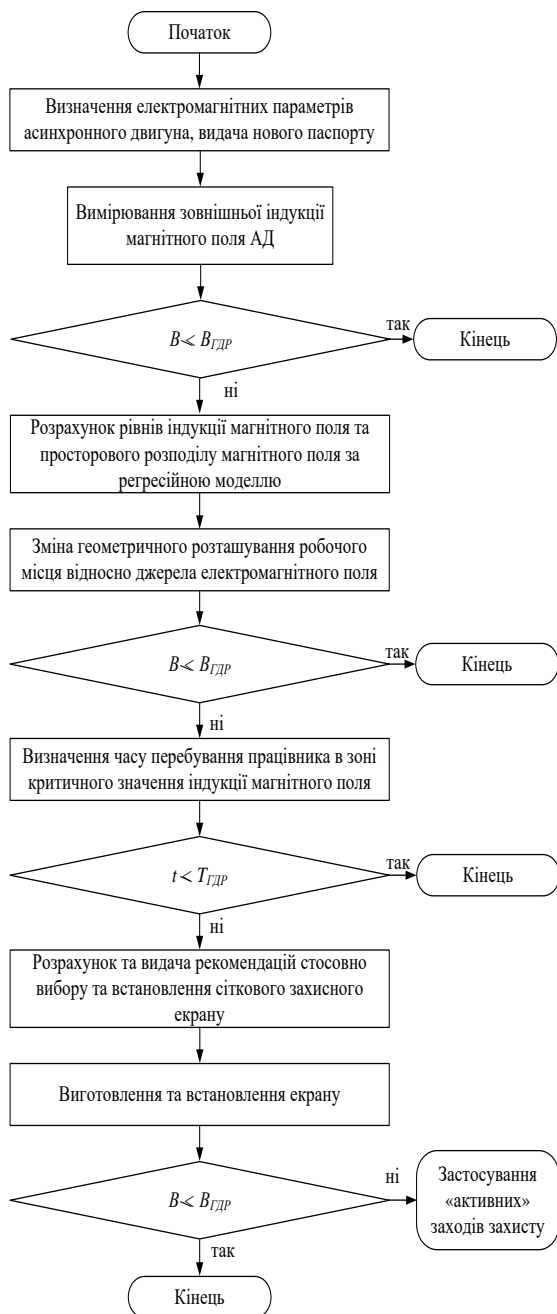 Початок
Визначення електромагнітних параметрів
асинхронного двигуна, видача нового паспорту
Вимірювання зовнішньої індукції
магнітного поля АД
B < B_ГДР
так
Кінець
ні
Розрахунок рівнів індукції магнітного поля та
просторового розподілу магнітного поля за
регресійною моделлю
Зміна геометричного розташування робочого
місця відносно джерела електромагнітного поля
B < B_ГДР
так
Кінець
ні
Визначення часу перебування працівника в зоні
критичного значення індукції магнітного поля
t < T_ГДР
так
Кінець
ні
Розрахунок та видача рекомендацій стосовно
вибору та встановлення сіткового захисного
екрану
Виготовлення та встановлення екрану
B < B_ГДР
ні
Застосування
«активних»
заходів захисту
так
Кінець